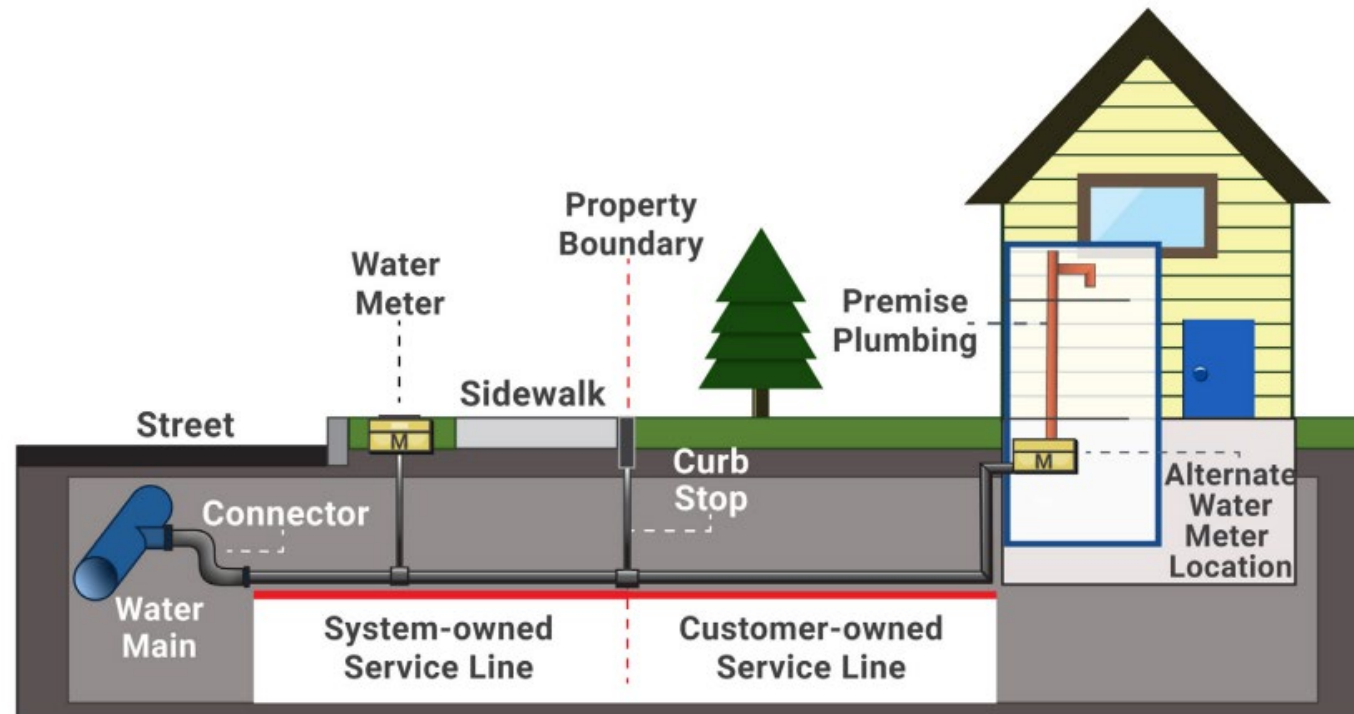 Property
Boundary
Water
Meter
Premise
Plumbing
Sidewalk
Street
M
Curb
Stop
M
Alternate
Water
Meter
Location
Connector
Water
Main
System-owned
Service Line
Customer-owned
Service Line